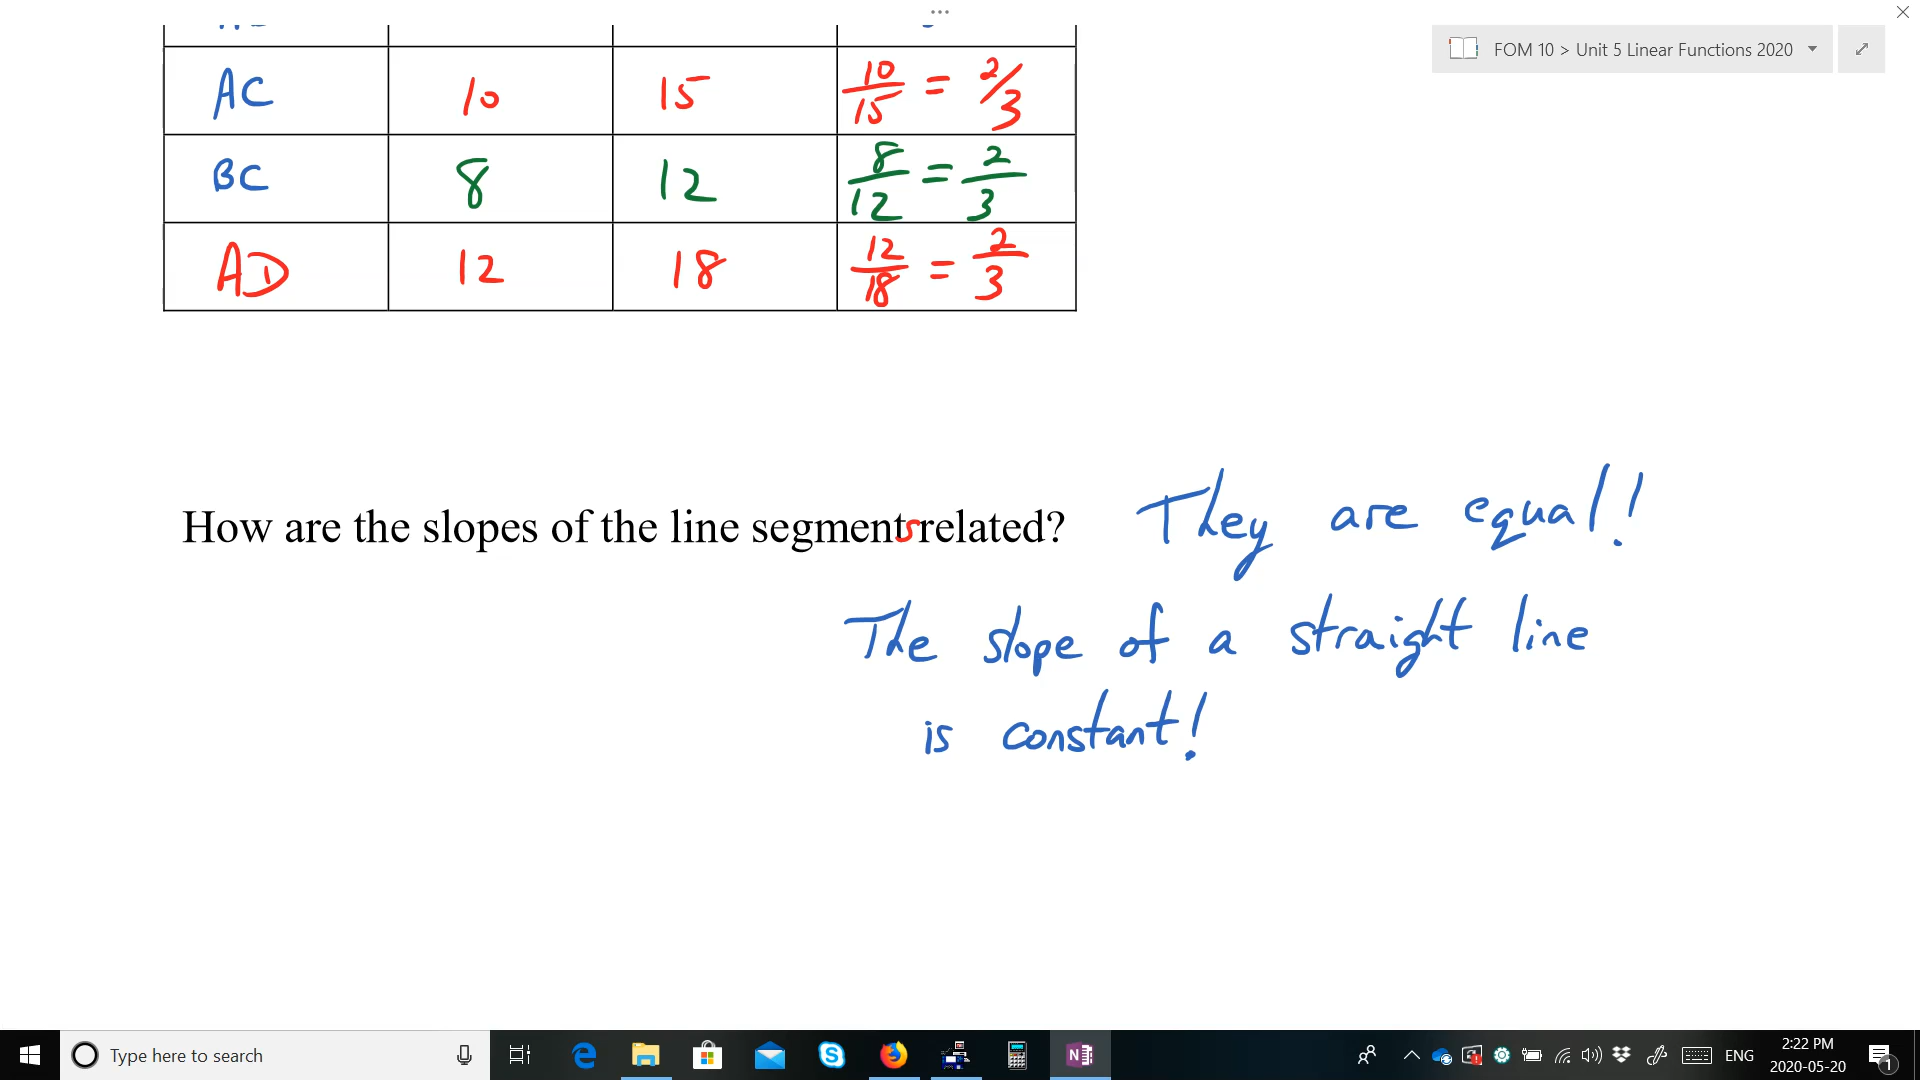 FOM 10 > Unit 5 Linear Functions 2020
AC 10 15 10/15 = 2/3
BC 8 12 8/12 = 2/3
AD 12 18 12/18 = 2/3
How are the slopes of the line segments related? They are equal!
The slope of a straight line
is constant!
Type here to search
ENG
2:22 PM
2020-05-20
1